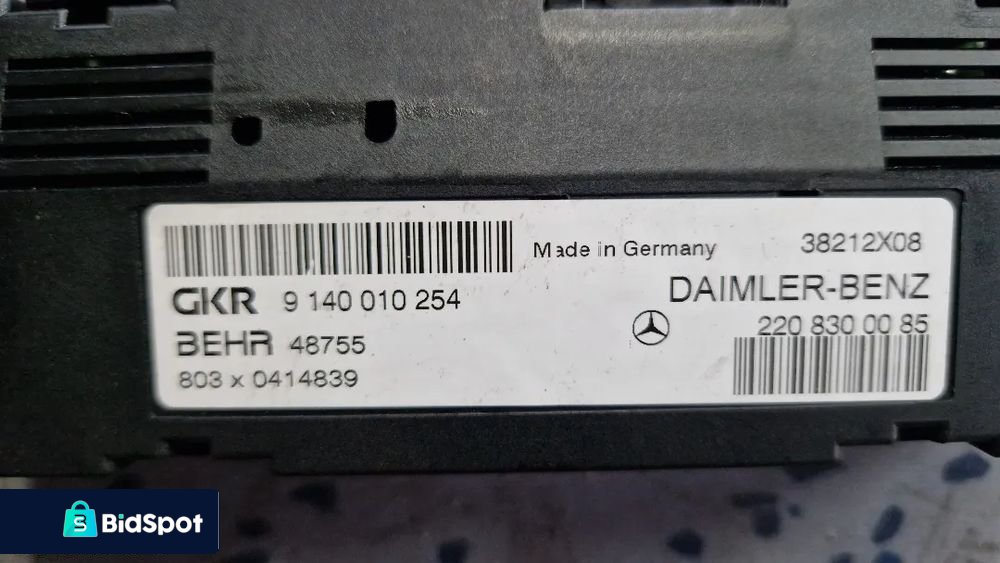 Made in Germany
38212X08
GKR 9 140 010 254
DAIMLER-BENZ
BEHR 48755
220 830 00 85
803 x 0414839
BidSpot